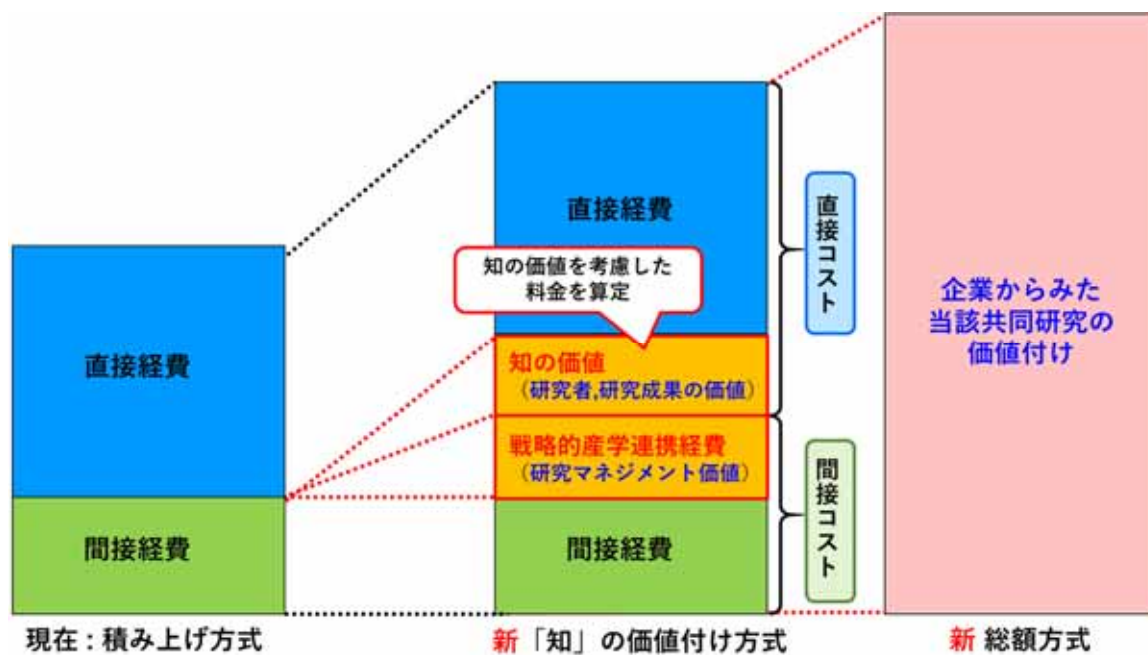 直接経費
間接経費
現在：積み上げ方式
直接経費
知の価値を考慮した
料金を算定
知の価値
（研究者,研究成果の価値）
戦略的産学連携経費
（研究マネジメント価値）
間接経費
新「知」の価値付け方式
直接コスト
間接コスト
企業からみた
当該共同研究の
価値付け
新 総額方式